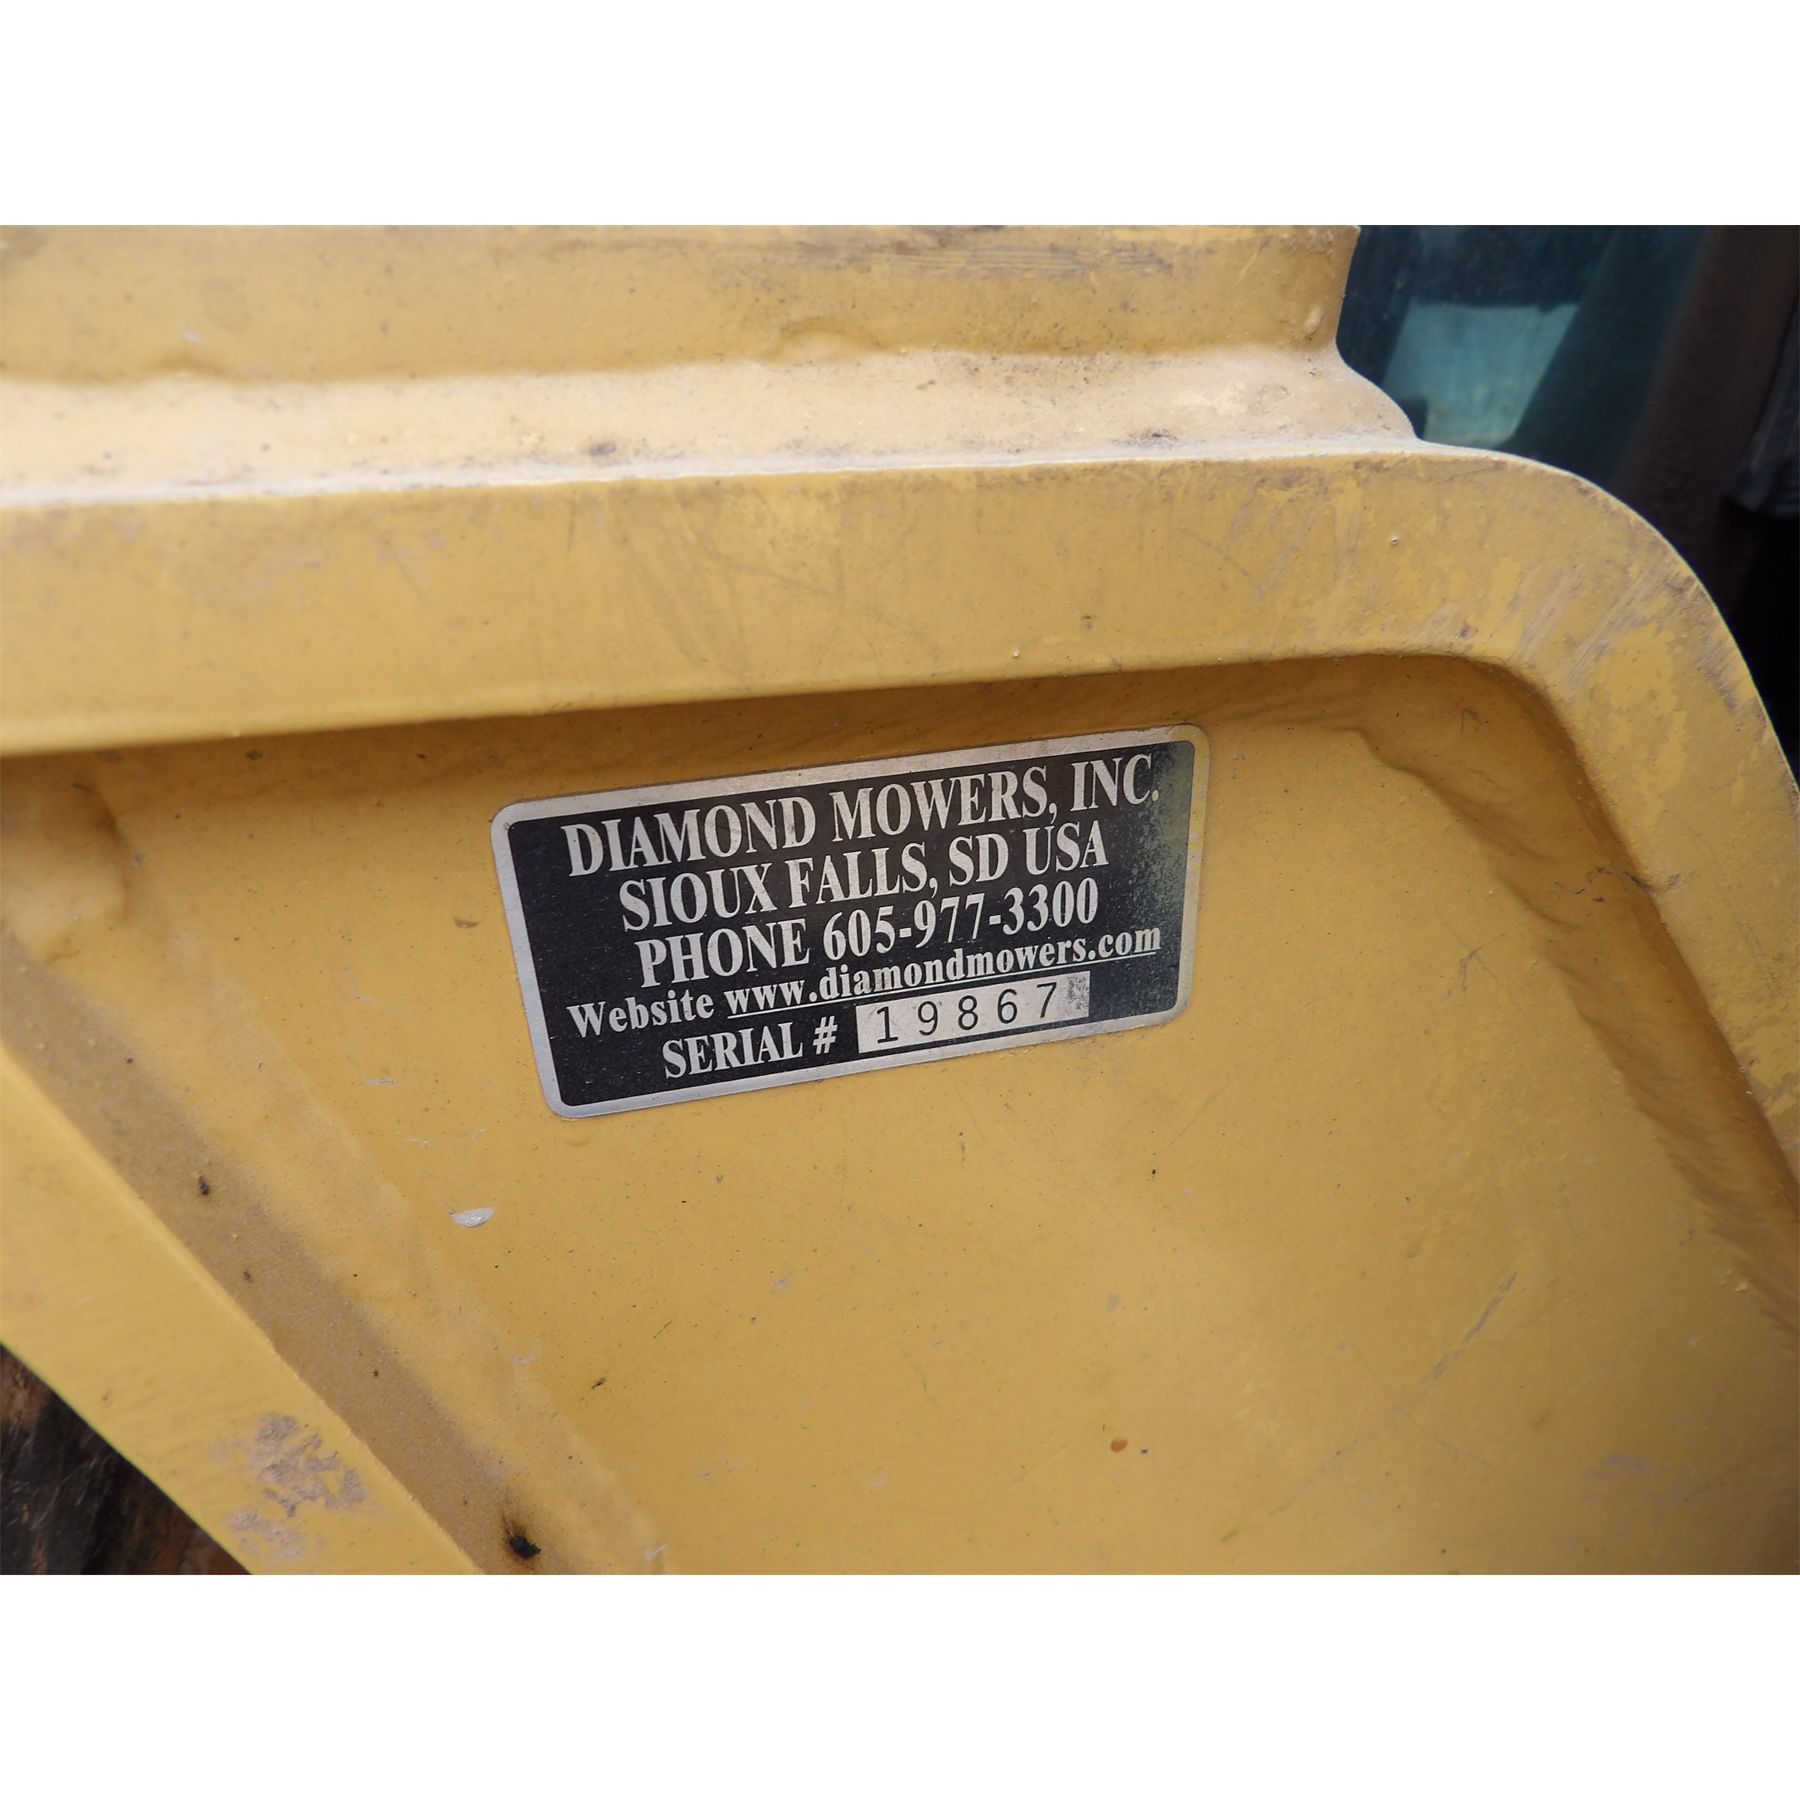 DIAMOND MOWERS, INC.
SIOUX FALLS, SD USA
PHONE 605-977-3300
Website www.diamondmowers.com
SERIAL # 19867